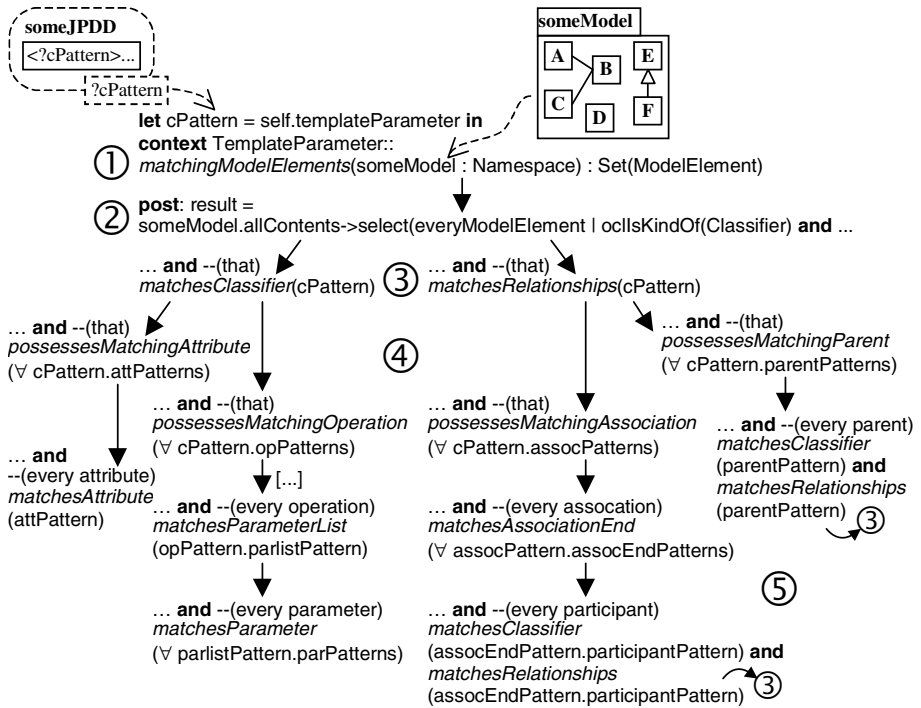 someJPDD
<?cPattern>...
?cPattern
someModel
A
B
C
D
E
F
let cPattern = self.templateParameter in
context TemplateParameter::
① matchingModelElements(someModel : Namespace) : Set(ModelElement)
② post: result =
someModel.allContents->select(everyModelElement | oclIsKindOf(Classifier) and ...
… and --(that)
matchesClassifier(cPattern)
③
… and --(that)
matchesRelationships(cPattern)
… and --(that)
possessesMatchingAttribute
(∀ cPattern.attPatterns)
④
… and --(that)
possessesMatchingParent
(∀ cPattern.parentPatterns)
… and --(that)
possessesMatchingOperation
(∀ cPattern.opPatterns)
… and --(that)
possessesMatchingAssociation
(∀ cPattern.assocPatterns)
… and --(every parent)
matchesClassifier
(parentPattern) and
matchesRelationships
(parentPattern)
③
… and
--(every attribute)
matchesAttribute
(attPattern)
[...]
… and --(every operation)
matchesParameterList
(opPattern.parlistPattern)
… and --(every assocation)
matchesAssociationEnd
(∀ assocPattern.assocEndPatterns)
⑤
… and --(every parameter)
matchesParameter
(∀ parlistPattern.parPatterns)
… and --(every participant)
matchesClassifier
(assocEndPattern.participantPattern) and
matchesRelationships
(assocEndPattern.participantPattern)
③